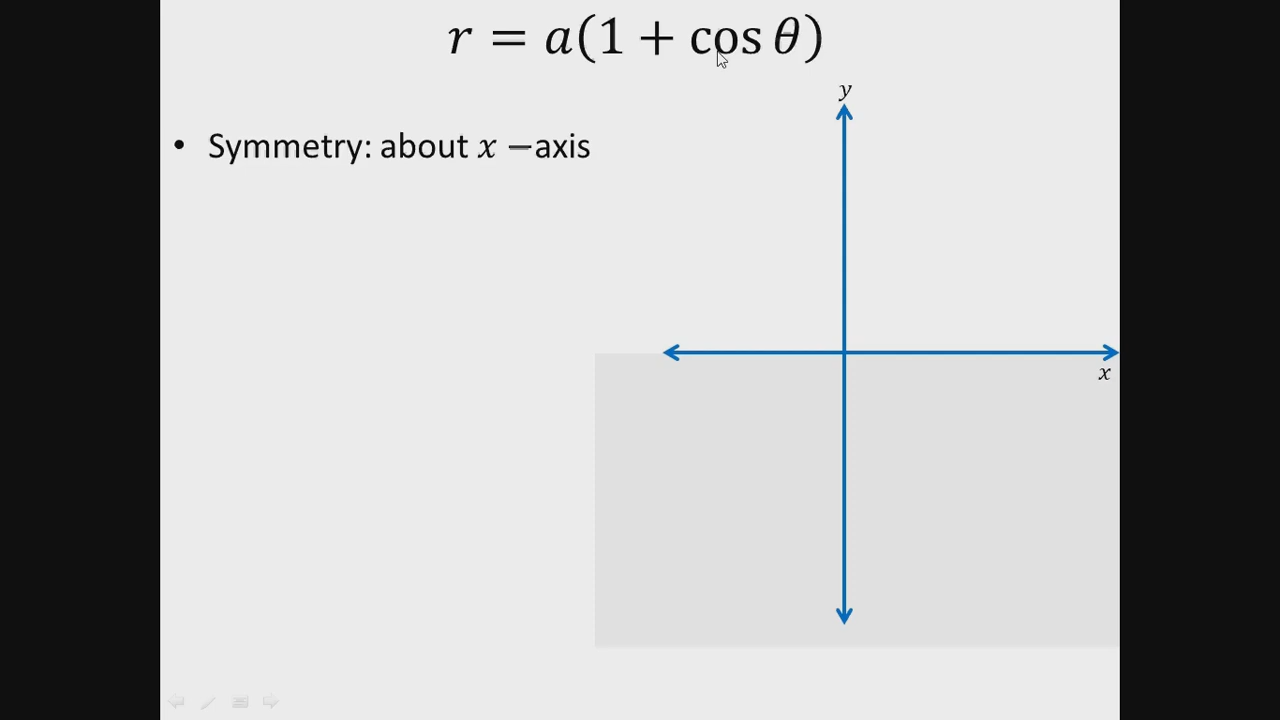 r = a(1 + cos θ)
• Symmetry: about x −axis
y
x